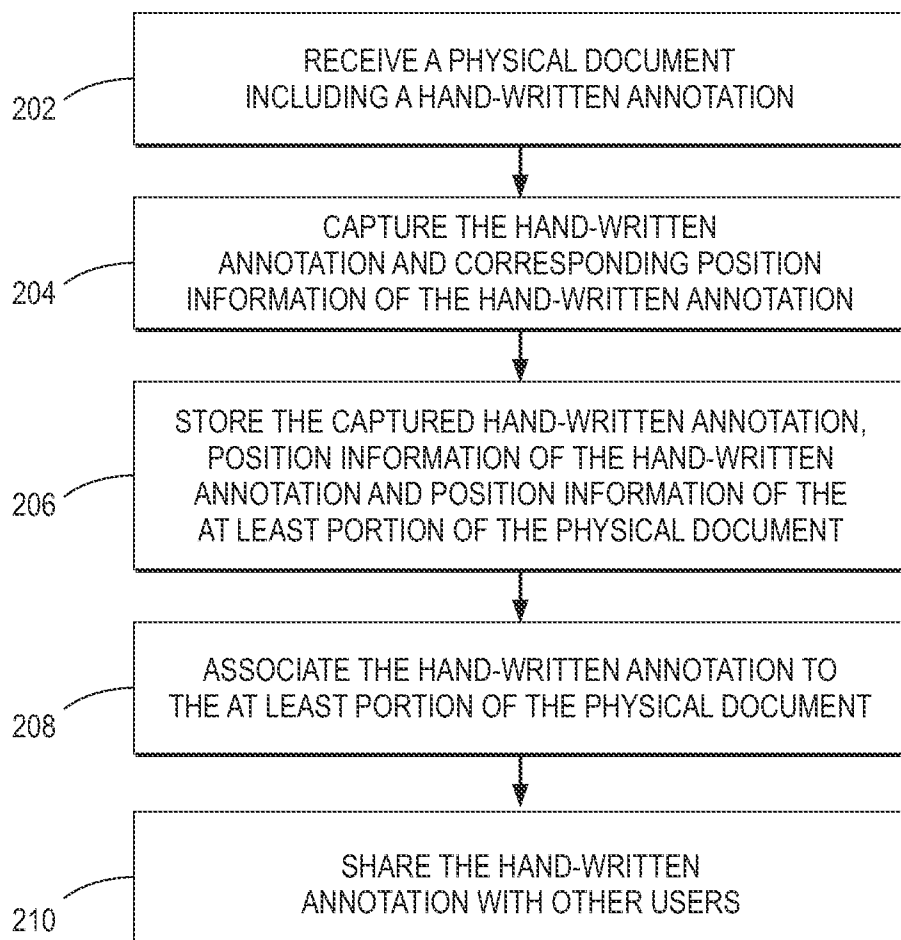 202
RECEIVE A PHYSICAL DOCUMENT
INCLUDING A HAND-WRITTEN ANNOTATION
204
CAPTURE THE HAND-WRITTEN
ANNOTATION AND CORRESPONDING POSITION
INFORMATION OF THE HAND-WRITTEN ANNOTATION
206
STORE THE CAPTURED HAND-WRITTEN ANNOTATION,
POSITION INFORMATION OF THE HAND-WRITTEN
ANNOTATION AND POSITION INFORMATION OF THE
AT LEAST PORTION OF THE PHYSICAL DOCUMENT
208
ASSOCIATE THE HAND-WRITTEN ANNOTATION TO
THE AT LEAST PORTION OF THE PHYSICAL DOCUMENT
210
SHARE THE HAND-WRITTEN
ANNOTATION WITH OTHER USERS